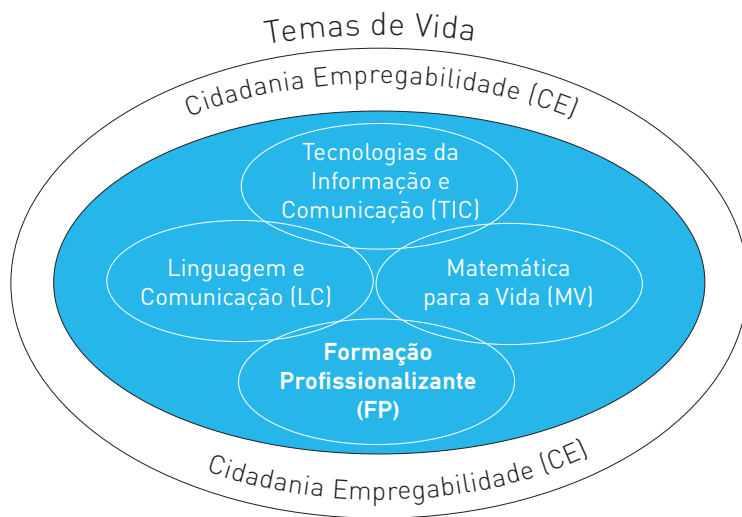 Temas de Vida
Cidadania Empregabilidade (CE)
Tecnologias da
Informação e
Comunicação (TIC)
Linguagem e
Comunicação (LC)
Matemática
para a Vida (MV)
Formação
Profissionalizante
(FP)
Cidadania Empregabilidade (CE)